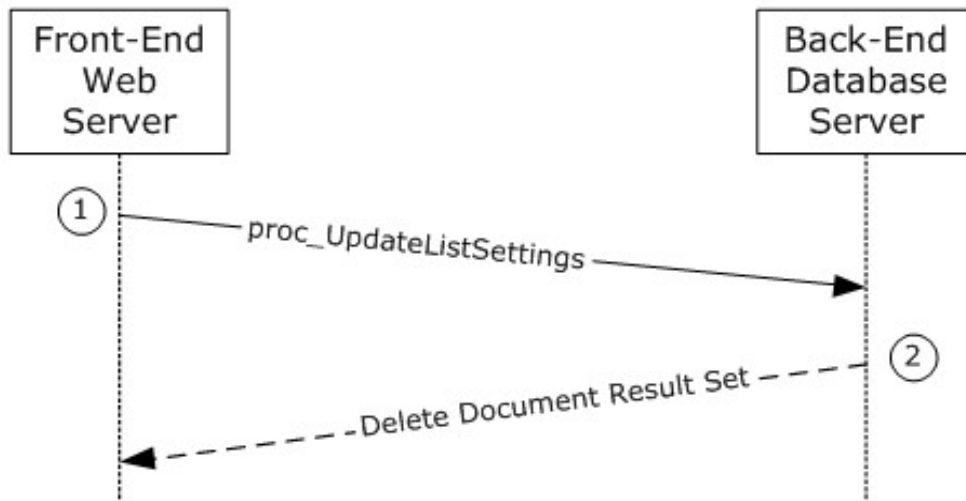 Front-End
Web
Server
Back-End
Database
Server
1
proc_UpdateListSettings
2
Delete Document Result Set